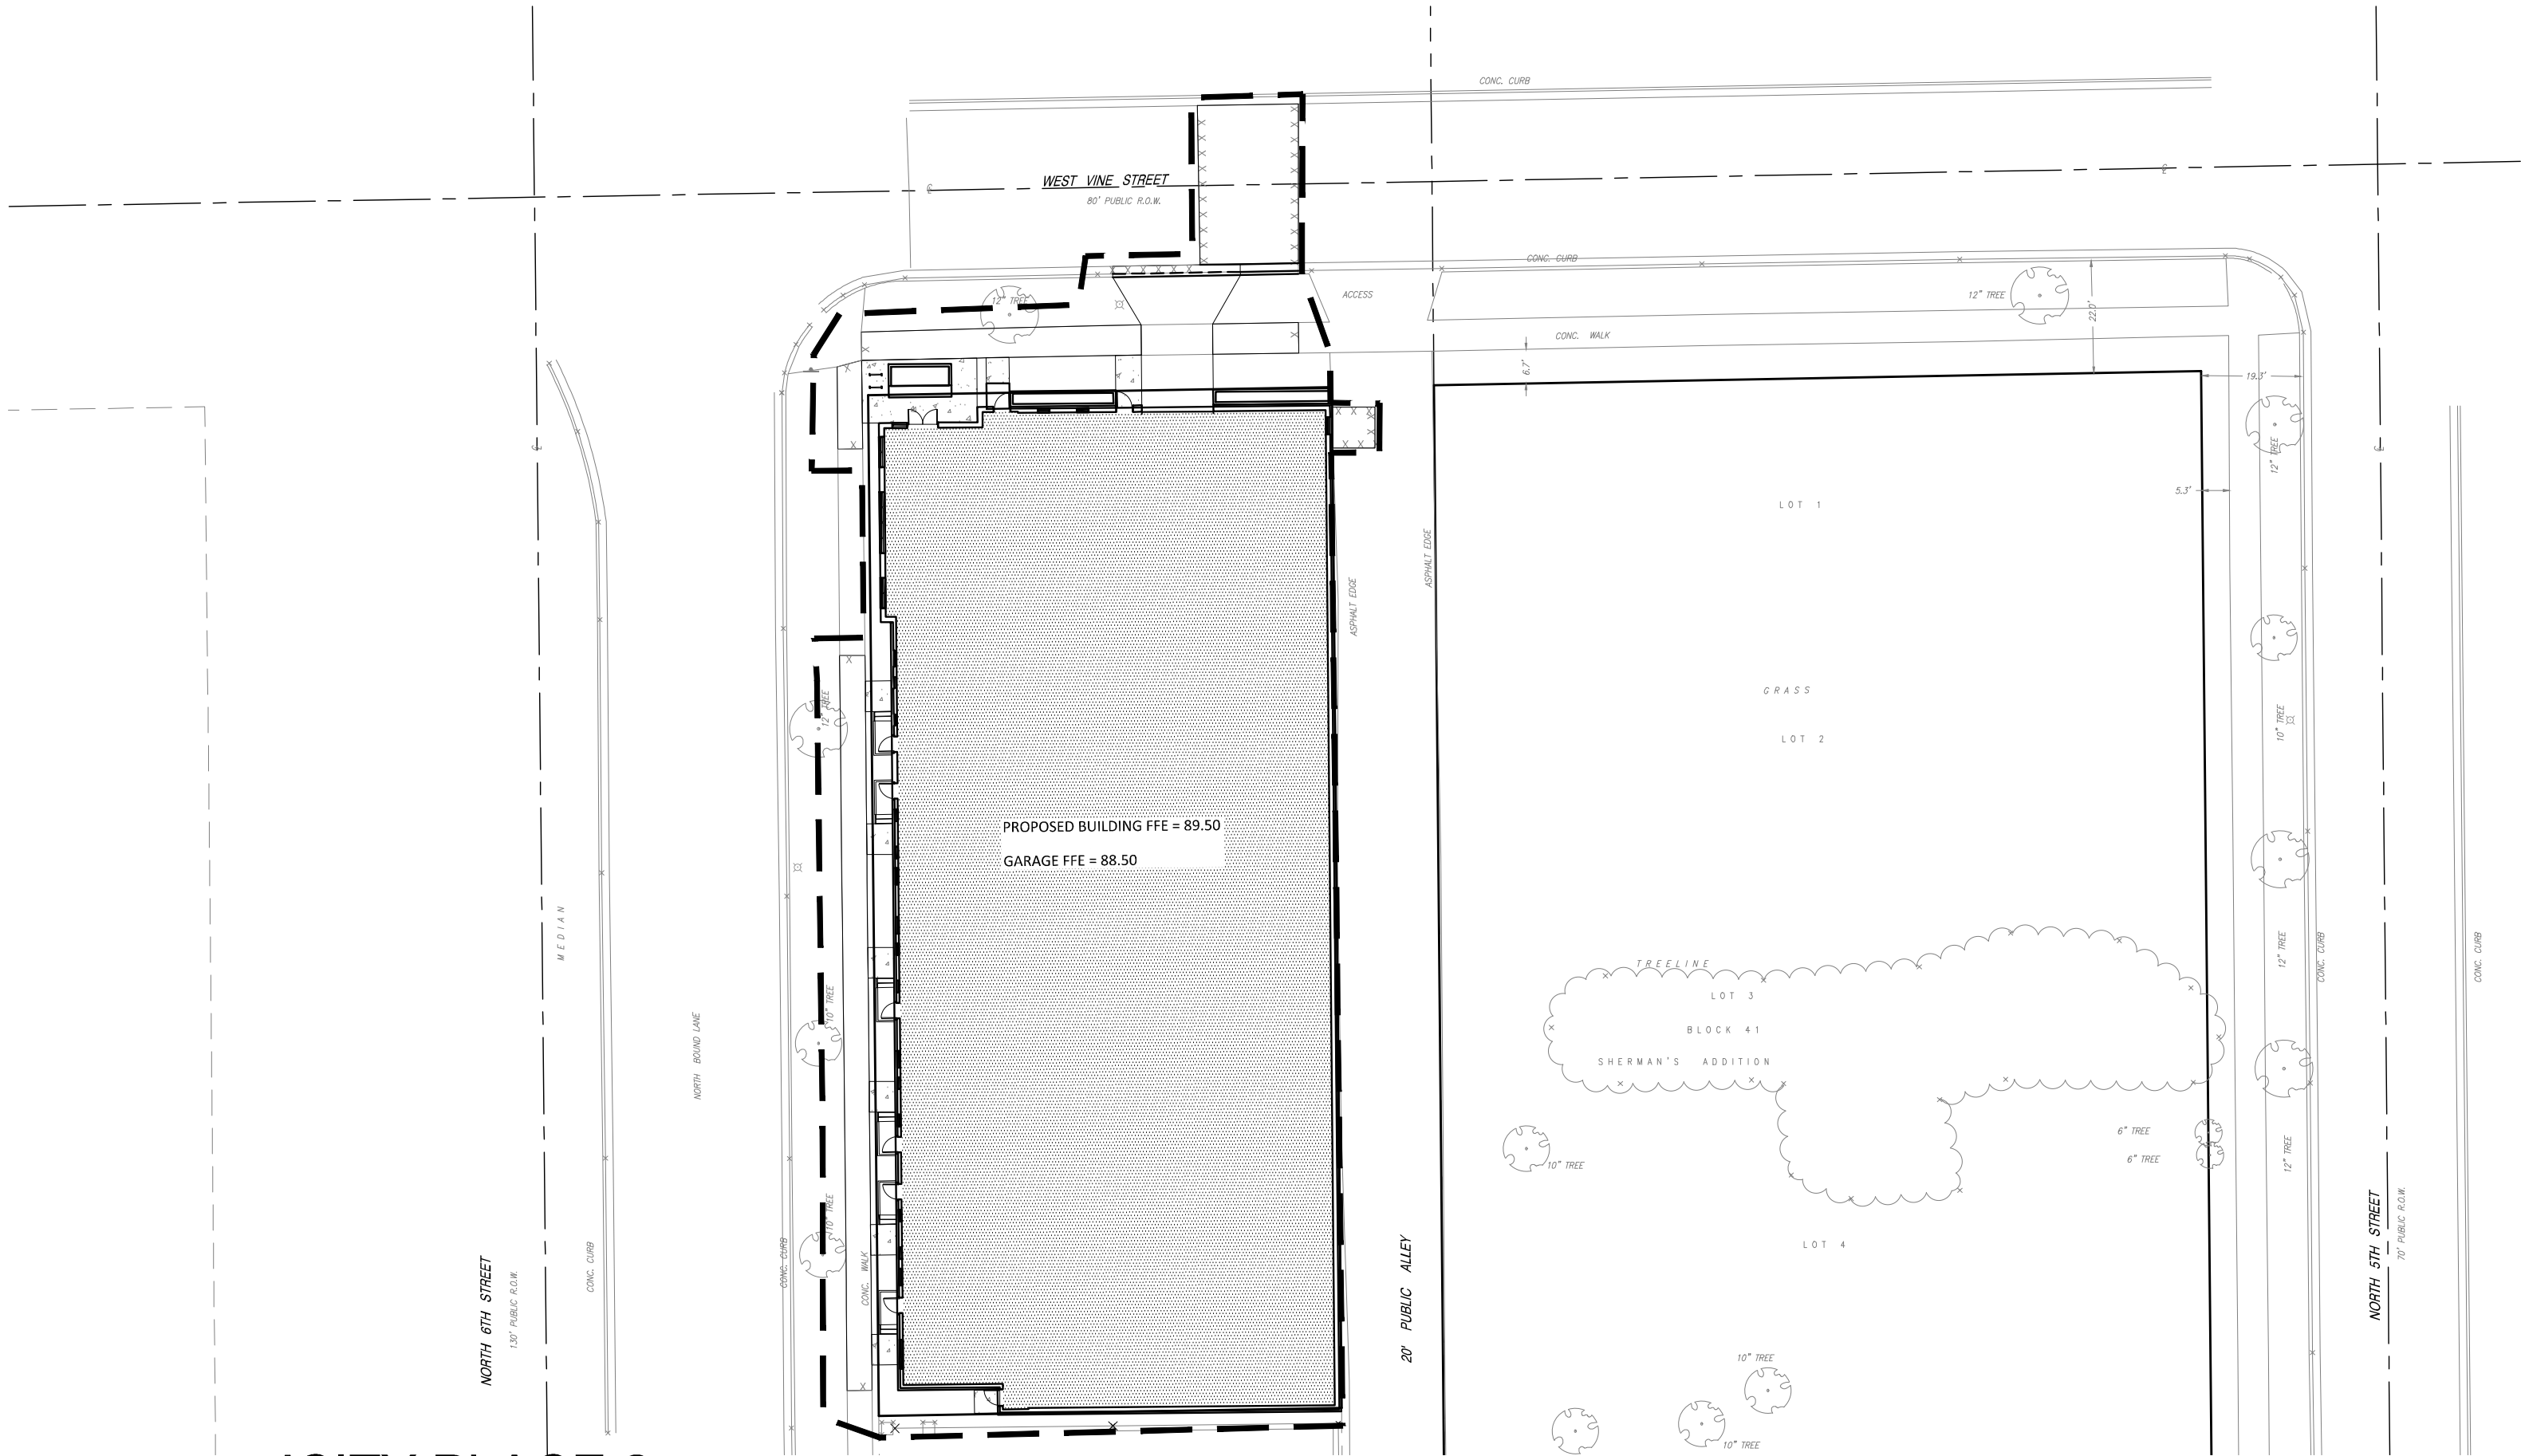 CONC. CURB
WEST VINE STREET
80' PUBLIC R.O.W.
CONC. CURB
12" TREE
ACCESS
12" TREE
22.0'
CONC. WALK
6.7'
19.3'
12" TREE
5.3'
LOT 1
ASPHALT EDGE
ASPHALT EDGE
GRASS
12" TREE
10" TREE
LOT 2
PROPOSED BUILDING FFE = 89.50
GARAGE FFE = 88.50
MEDIAN
12" TREE
CONC. CURB
CONC. CURB
TREELINE
LOT 3
10" TREE
BLOCK 41
NORTH BOUND LANE
SHERMAN'S ADDITION
6" TREE
10" TREE
6" TREE
12" TREE
10" TREE
LOT 4
NORTH 5TH STREET
70' PUBLIC R.O.W.
CONC. CURB
CONC. CURB
CONC. WALK
NORTH 6TH STREET
130' PUBLIC R.O.W.
20' PUBLIC ALLEY
10" TREE
10" TREE